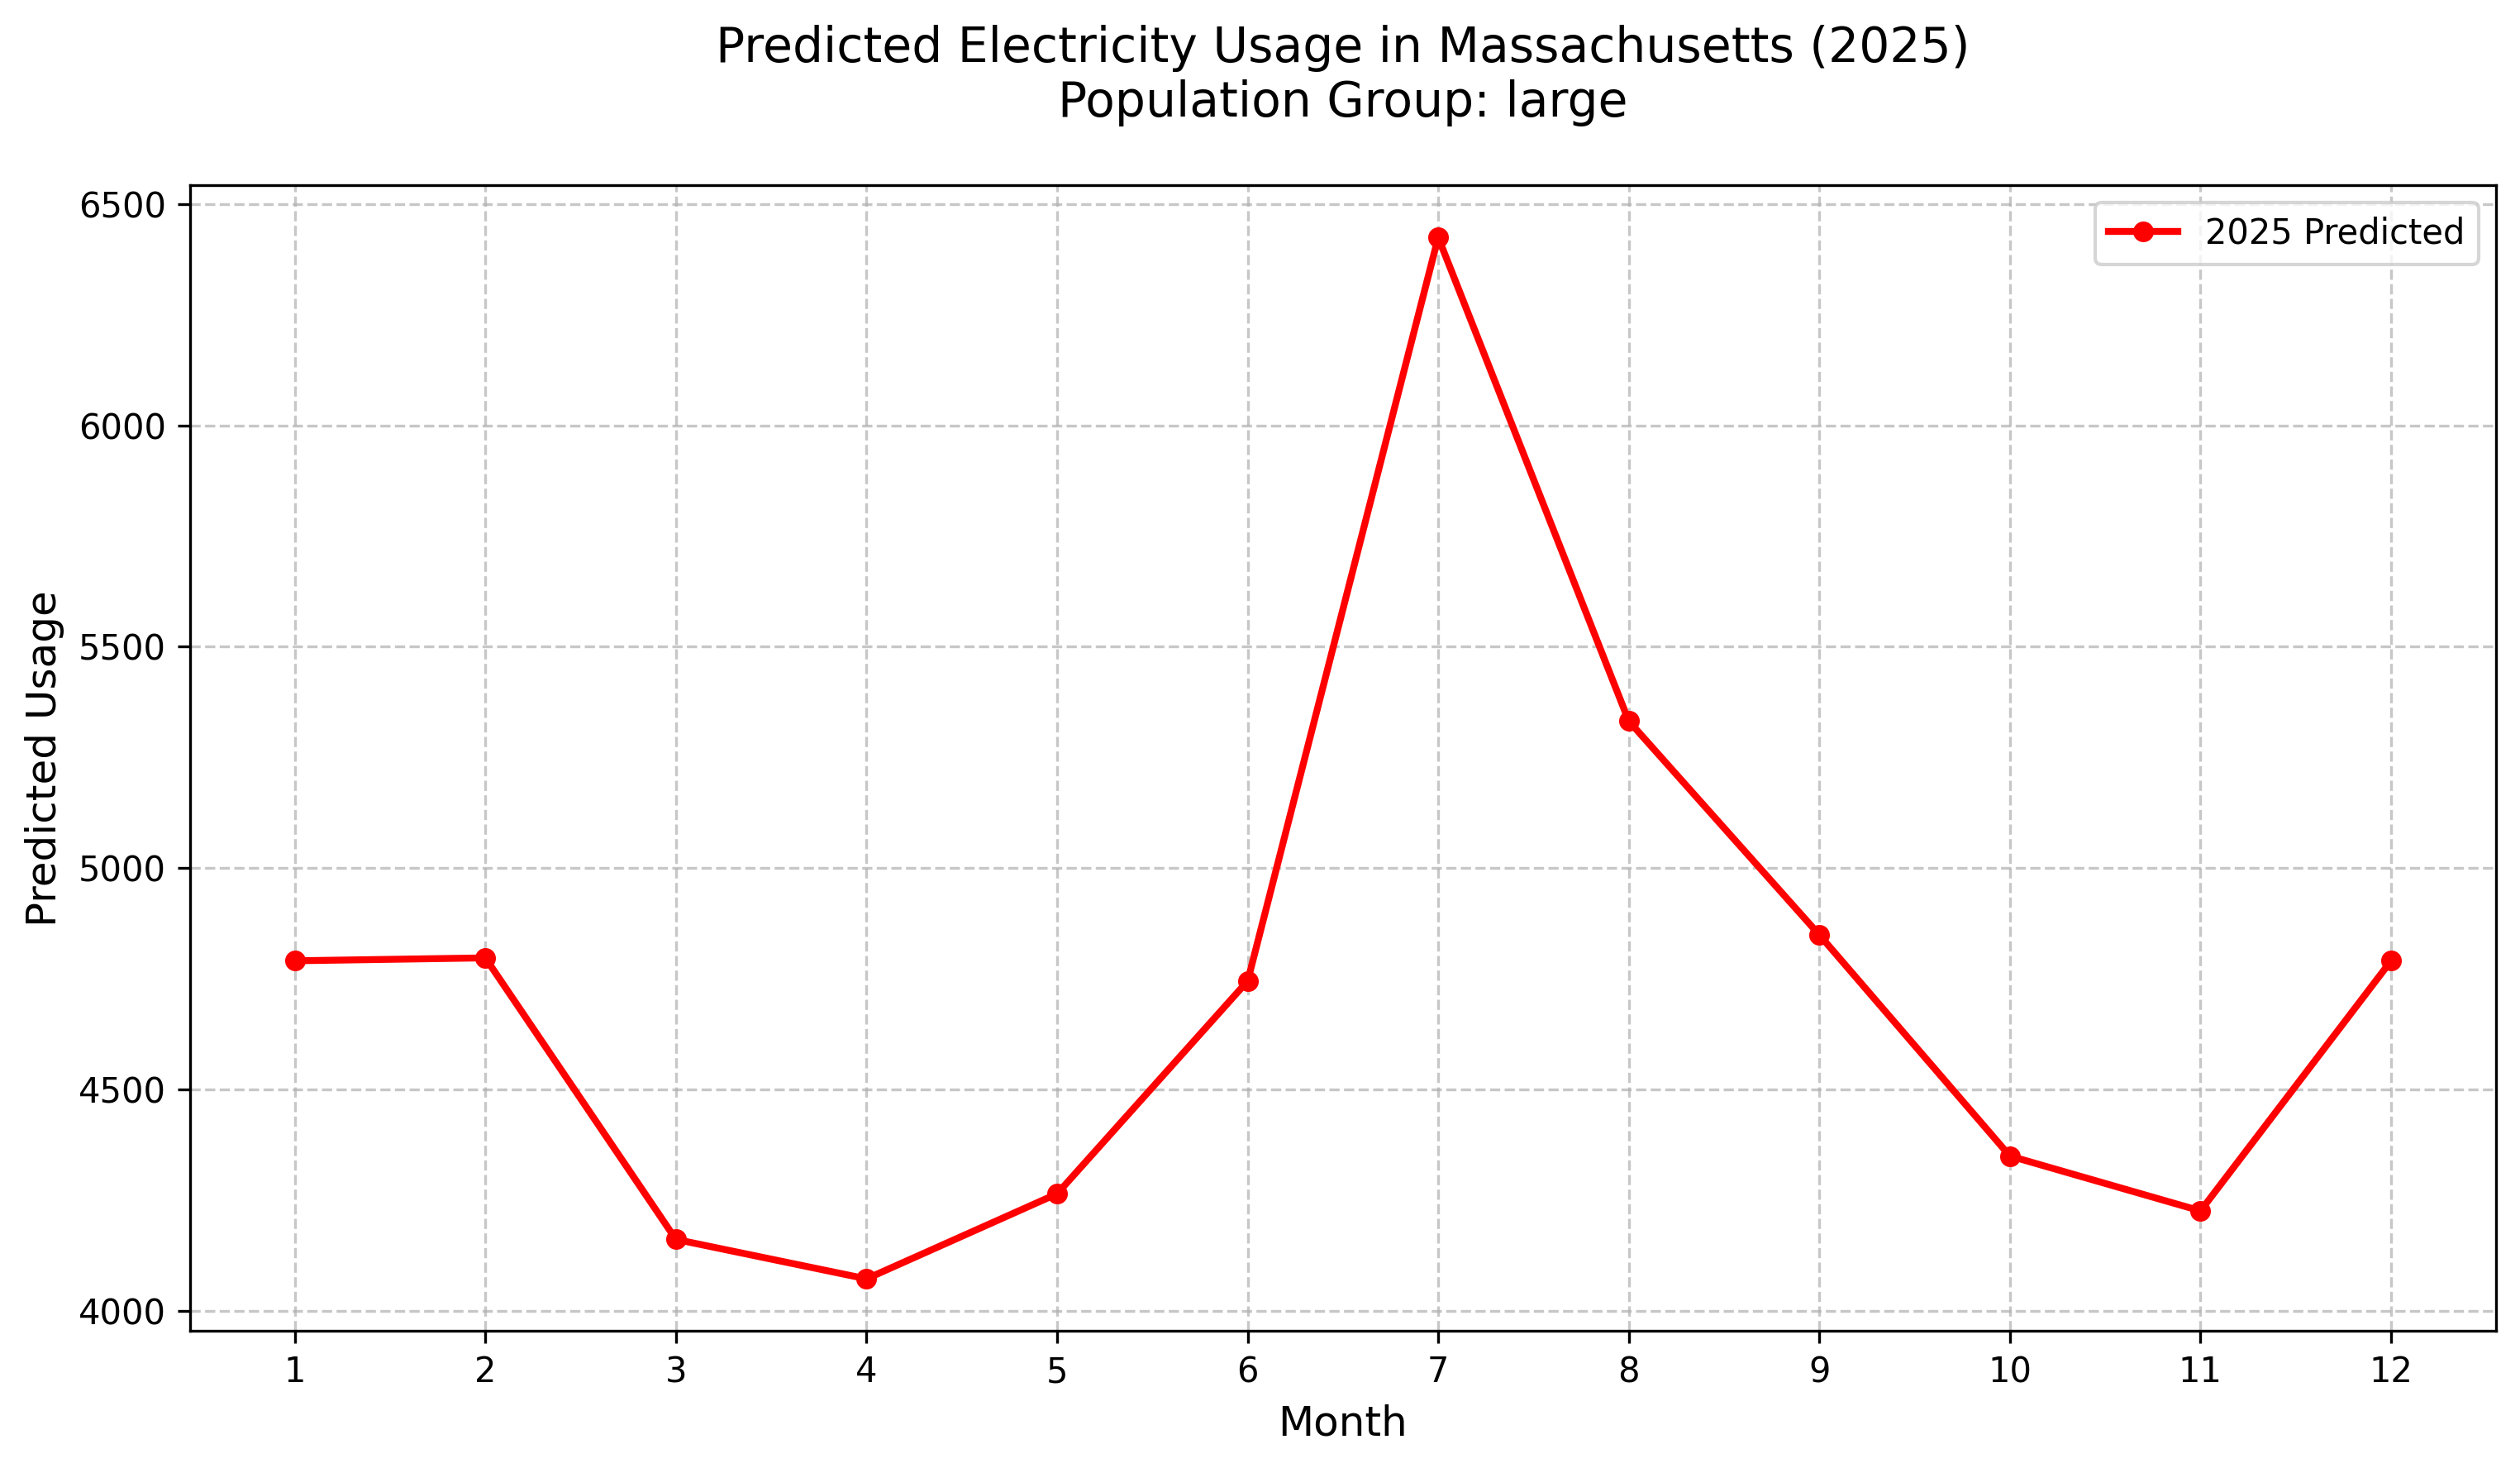 Predicted Electricity Usage in Massachusetts (2025)
Population Group: large
6500
6000
5500
5000
4500
4000
Predicted Usage
2025 Predicted
1 2 3 4 5 6 7 8 9 10 11 12
Month